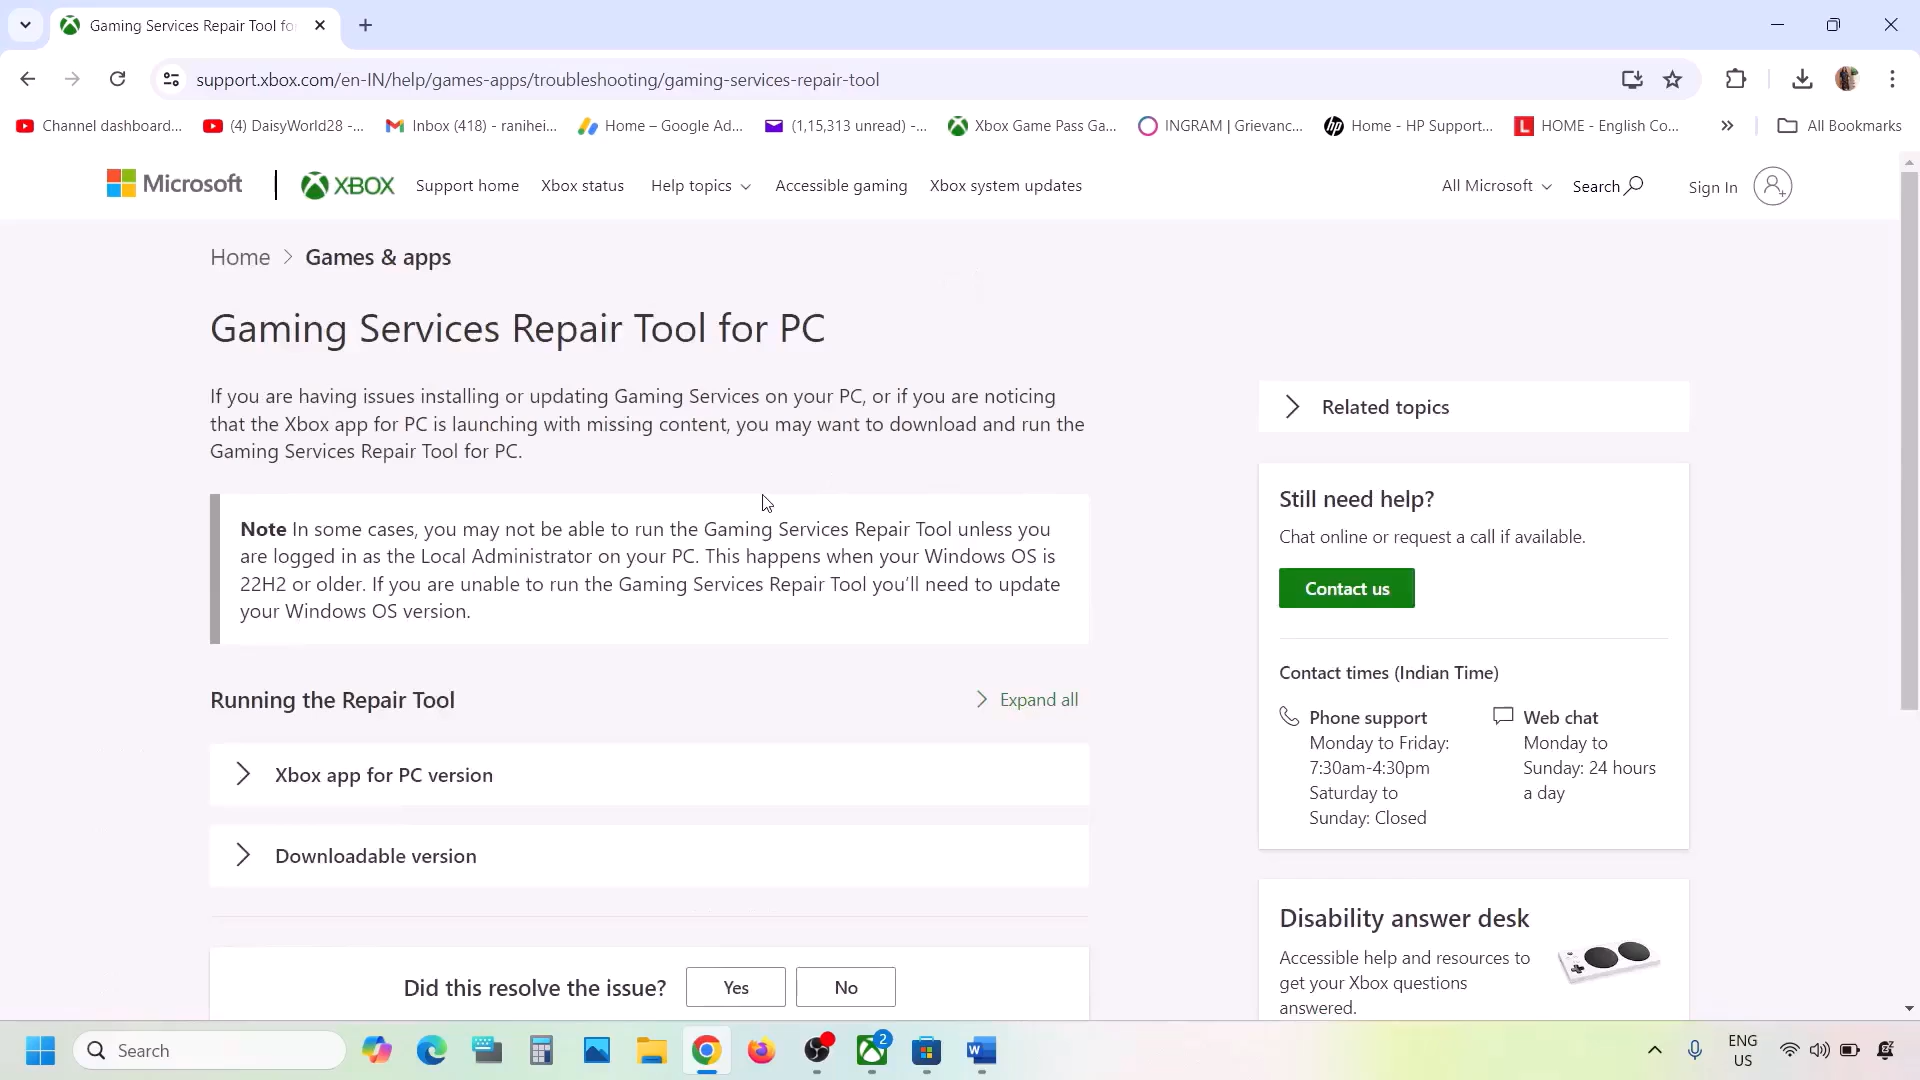 Gaming Services Repair Tool fo
support.xbox.com/en-IN/help/games-apps/troubleshooting/gaming-services-repair-tool
Channel dashboard...
(4) DaisyWorld28 -...
Inbox (418) - ranihei...
Home – Google Ad...
(1,15,313 unread) -...
Xbox Game Pass Ga...
INGRAM | Grievanc...
Home - HP Support...
HOME - English Co...
All Bookmarks
Microsoft
XBOX
Support home
Xbox status
Help topics
Accessible gaming
Xbox system updates
All Microsoft
Search
Sign In
Home > Games & apps
Gaming Services Repair Tool for PC
If you are having issues installing or updating Gaming Services on your PC, or if you are noticing
that the Xbox app for PC is launching with missing content, you may want to download and run the
Gaming Services Repair Tool for PC.
Note In some cases, you may not be able to run the Gaming Services Repair Tool unless you
are logged in as the Local Administrator on your PC. This happens when your Windows OS is
22H2 or older. If you are unable to run the Gaming Services Repair Tool you'll need to update
your Windows OS version.
Running the Repair Tool
Expand all
Xbox app for PC version
Downloadable version
Did this resolve the issue?
Yes
No
Related topics
Still need help?
Chat online or request a call if available.
Contact us
Contact times (Indian Time)
Phone support
Monday to Friday:
7:30am-4:30pm
Saturday to
Sunday: Closed
Web chat
Monday to
Sunday: 24 hours
a day
Disability answer desk
Accessible help and resources to
get your Xbox questions
answered.
Search
2
ENG
US